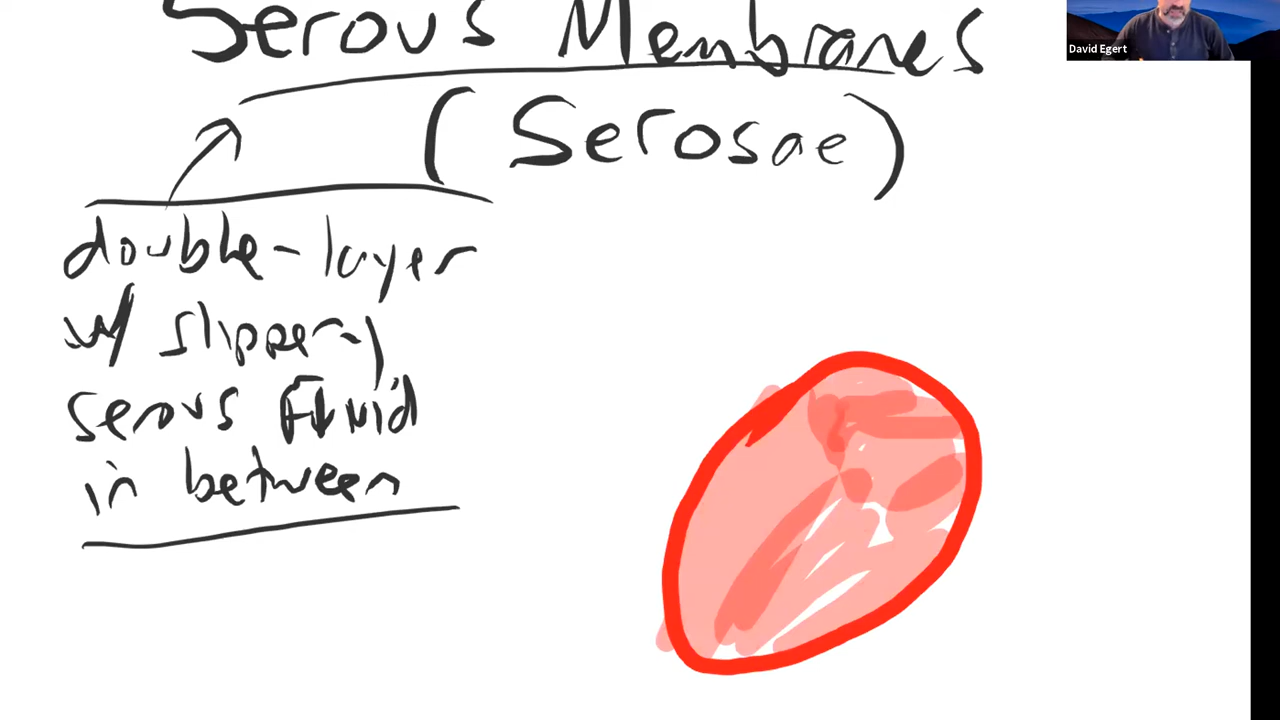 Serous Membranes
David Egert
(Serosae)
double-layer
w/ slippery
serous Fluid
in between